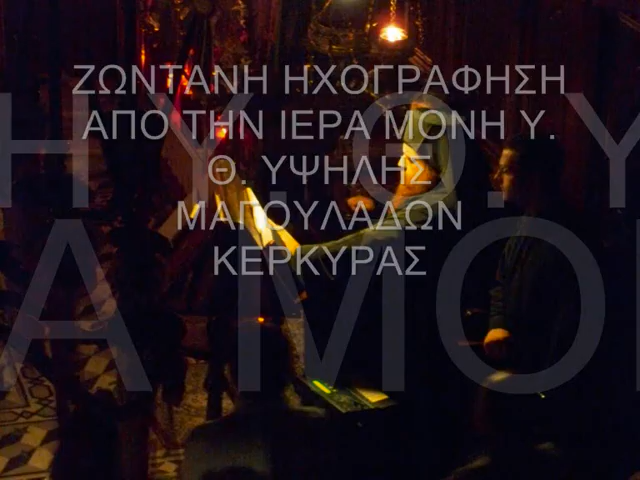 ΖΩΝΤΑΝΗ ΗΧΟΓΡΑΦΗΣΗ
ΑΠΟ ΤΗΝ ΙΕΡΑ ΜΟΝΗ Υ.
Θ. ΥΨΗΛΗΣ
ΜΑΓΟΥΛΑΔΩΝ
ΚΕΡΚΥΡΑΣ